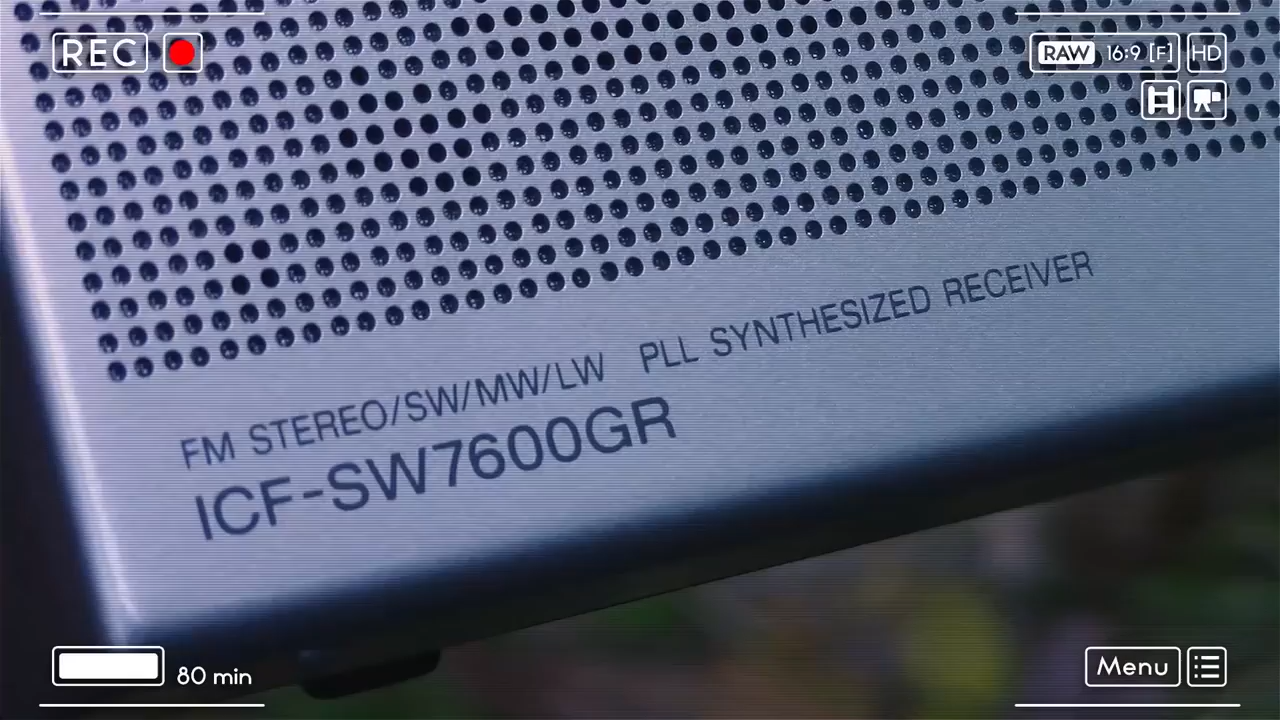 REC
RAW 16:9 [F] HD
FM STEREO/SW/MW/LW PLL SYNTHESIZED RECEIVER
ICF-SW7600GR
80 min
Menu